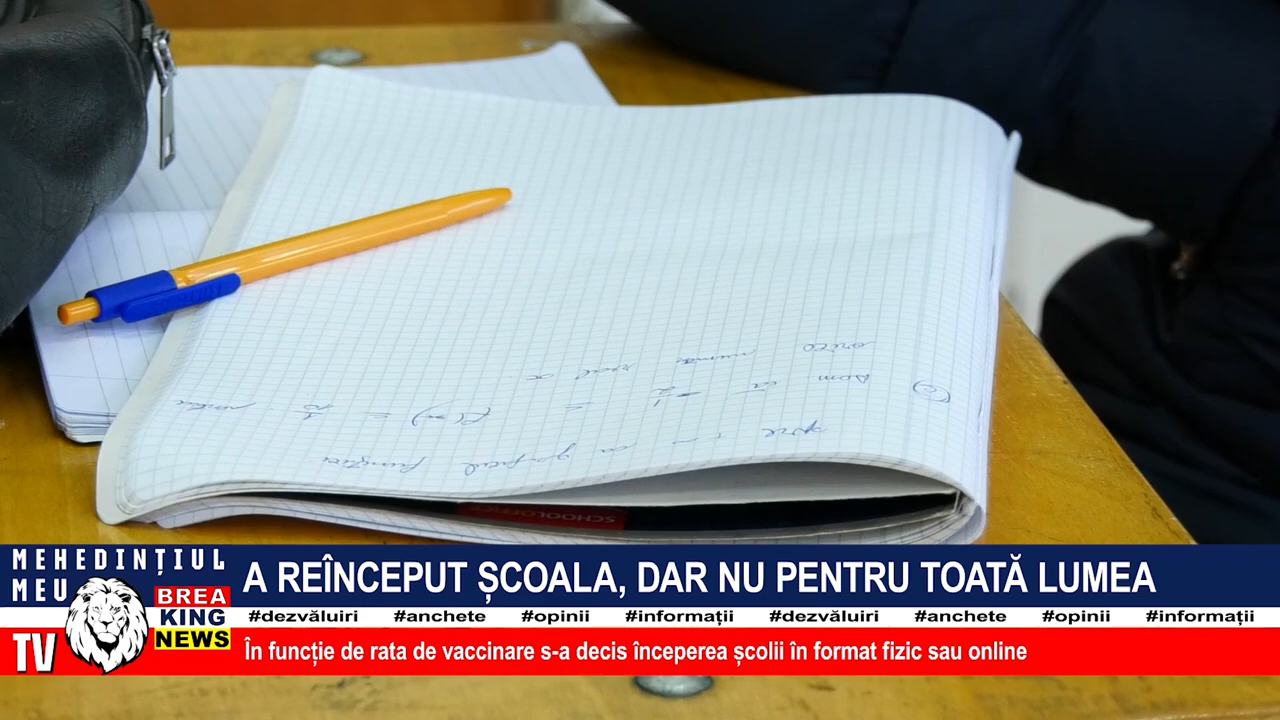 SCHOOLOFFICE
MEHEDINȚIUL
MEU
TV
BREA
KING
NEWS
A REÎNCEPUT ȘCOALA, DAR NU PENTRU TOATĂ LUMEA
#dezvăluiri #anchete #opinii #informații #dezvăluiri #anchete #opinii #informații
În funcție de rata de vaccinare s-a decis începerea școlii în format fizic sau online